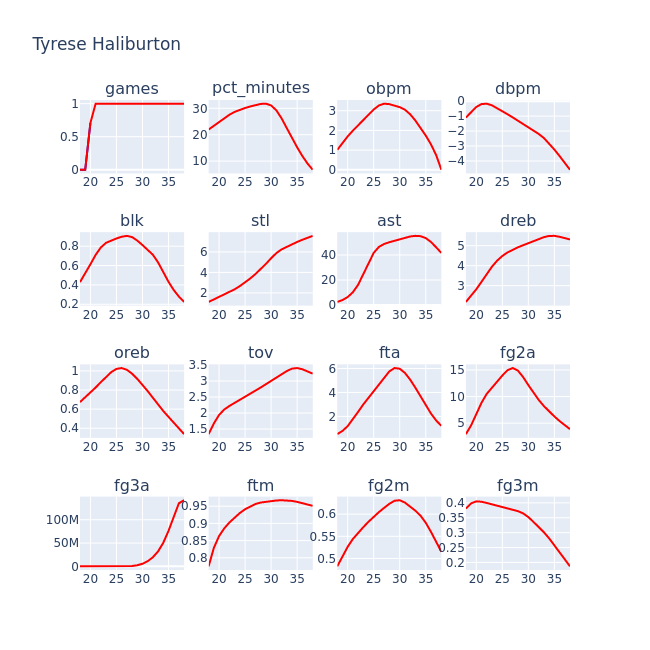 Tyrese Haliburton
games pct_minutes obpm dbpm
1
0.5
0
20 25 30 35
30
20
10
20 25 30 35
3
2
1
0
20 25 30 35
0
−1
−2
−3
−4
20 25 30 35
blk stl ast dreb
0.8
0.6
0.4
0.2
20 25 30 35
6
4
2
20 25 30 35
40
20
0
20 25 30 35
5
4
3
20 25 30 35
oreb tov fta fg2a
1
0.8
0.6
0.4
20 25 30 35
3.5
3
2.5
2
1.5
20 25 30 35
6
4
2
20 25 30 35
15
10
5
20 25 30 35
fg3a ftm fg2m fg3m
100M
50M
0
20 25 30 35
0.95
0.9
0.85
0.8
20 25 30 35
0.6
0.55
0.5
20 25 30 35
0.4
0.35
0.3
0.25
0.2
20 25 30 35